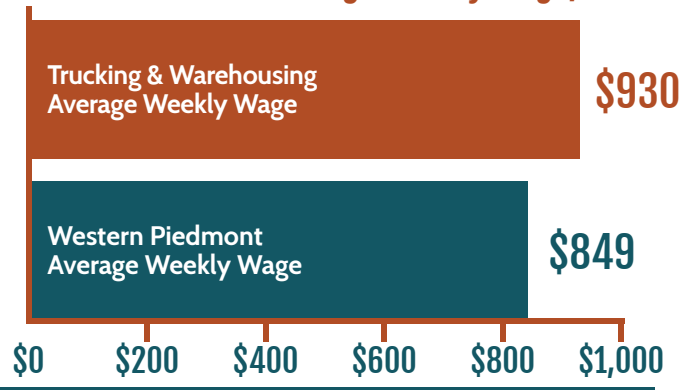 Trucking & Warehousing
Average Weekly Wage
$930
Western Piedmont
Average Weekly Wage
$849
$0 $200 $400 $600 $800 $1,000